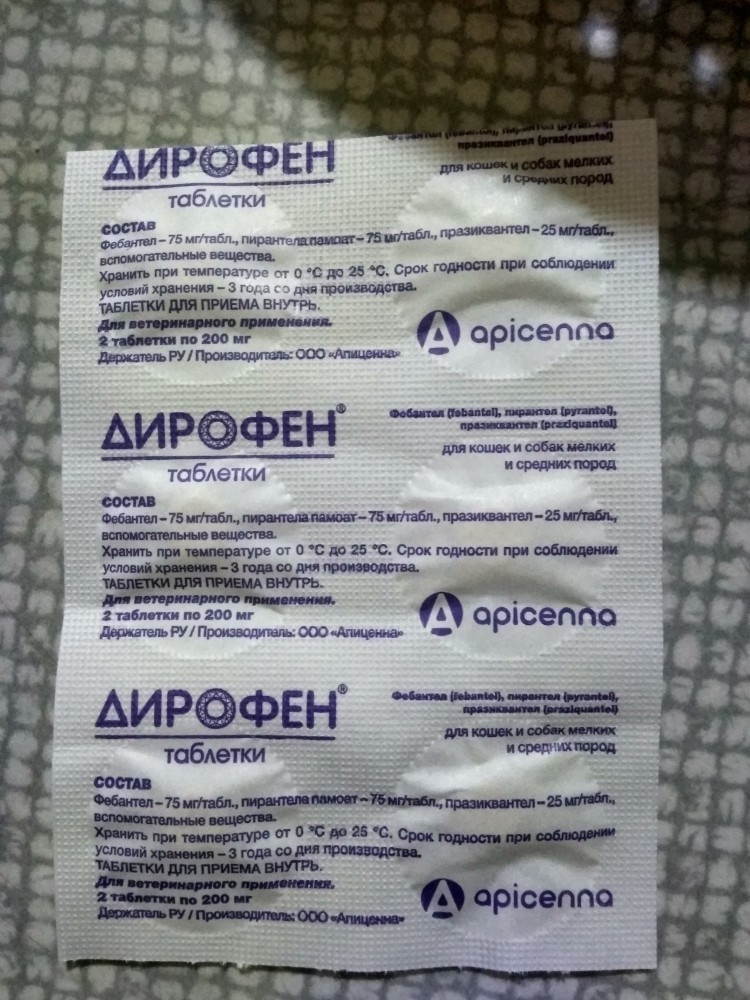 Фебантел (febantel), пирантел (pyrantel),
празиквантел (praziquantel)
ДИРОФЕН
таблетки
для кошек и собак мелких
и средних пород
СОСТАВ
Фебантел – 75 мг/табл., пирантела памоат – 75 мг/табл., празиквантел – 25 мг/табл.,
вспомогательные вещества.
Хранить при температуре от 0 °С до 25 °С. Срок годности при соблюдении
условий хранения – 3 года со дня производства.
ТАБЛЕТКИ ДЛЯ ПРИЕМА ВНУТРЬ.
Для ветеринарного применения.
2 таблетки по 200 мг
Держатель РУ / Производитель: ООО «Апиценна»
apicenna
ДИРОФЕН®
таблетки
Фебантел (febantel), пирантел (pyrantel),
празиквантел (praziquantel)
для кошек и собак мелких
и средних пород
СОСТАВ
Фебантел – 75 мг/табл., пирантела памоат – 75 мг/табл., празиквантел – 25 мг/табл.,
вспомогательные вещества.
Хранить при температуре от 0 °С до 25 °С. Срок годности при соблюдении
условий хранения – 3 года со дня производства.
ТАБЛЕТКИ ДЛЯ ПРИЕМА ВНУТРЬ.
Для ветеринарного применения.
2 таблетки по 200 мг
Держатель РУ / Производитель: ООО «Апиценна»
apicenna
ДИРОФЕН®
таблетки
Фебантел (febantel), пирантел (pyrantel),
празиквантел (praziquantel)
для кошек и собак мелких
и средних пород
СОСТАВ
Фебантел – 75 мг/табл., пирантела памоат – 75 мг/табл., празиквантел – 25 мг/табл.,
вспомогательные вещества.
Хранить при температуре от 0 °С до 25 °С. Срок годности при соблюдении
условий хранения – 3 года со дня производства.
ТАБЛЕТКИ ДЛЯ ПРИЕМА ВНУТРЬ.
Для ветеринарного применения.
2 таблетки по 200 мг
Держатель РУ / Производитель: ООО «Апиценна»
apicenna